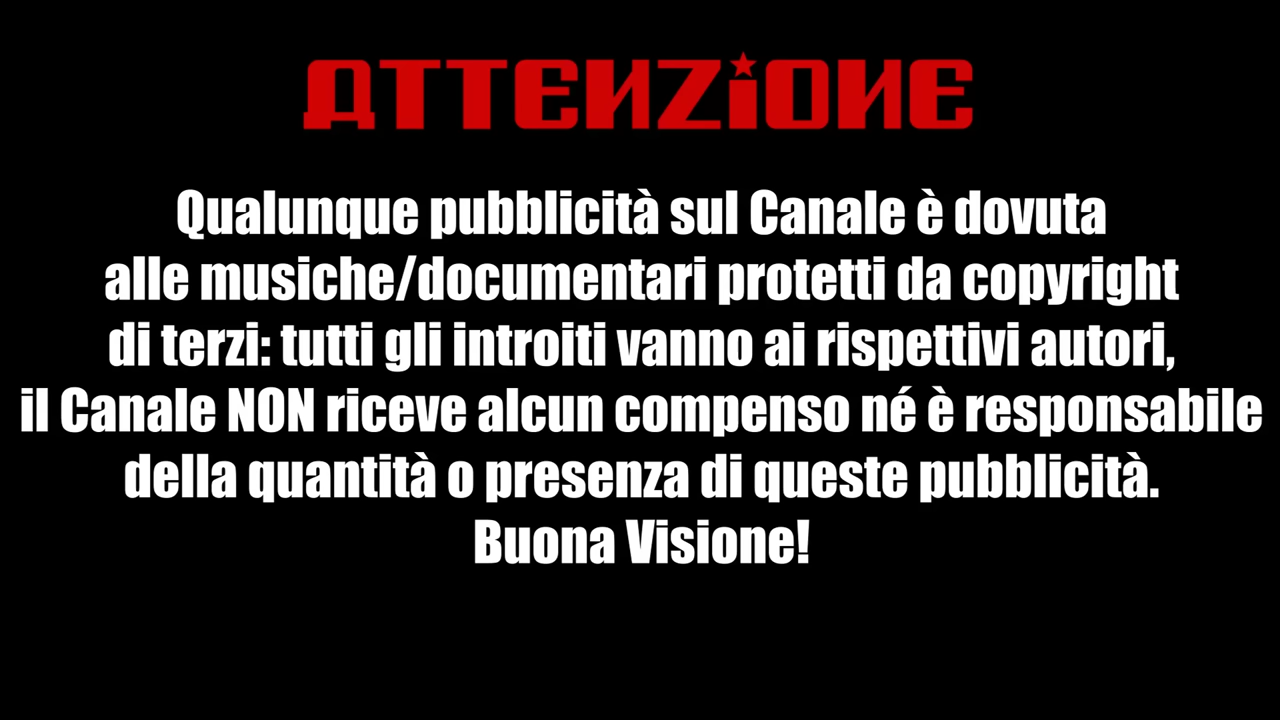 ATTENZIONE
Qualunque pubblicità sul Canale è dovuta
alle musiche/documentari protetti da copyright
di terzi: tutti gli introiti vanno ai rispettivi autori,
il Canale NON riceve alcun compenso né è responsabile
della quantità o presenza di queste pubblicità.
Buona Visione!